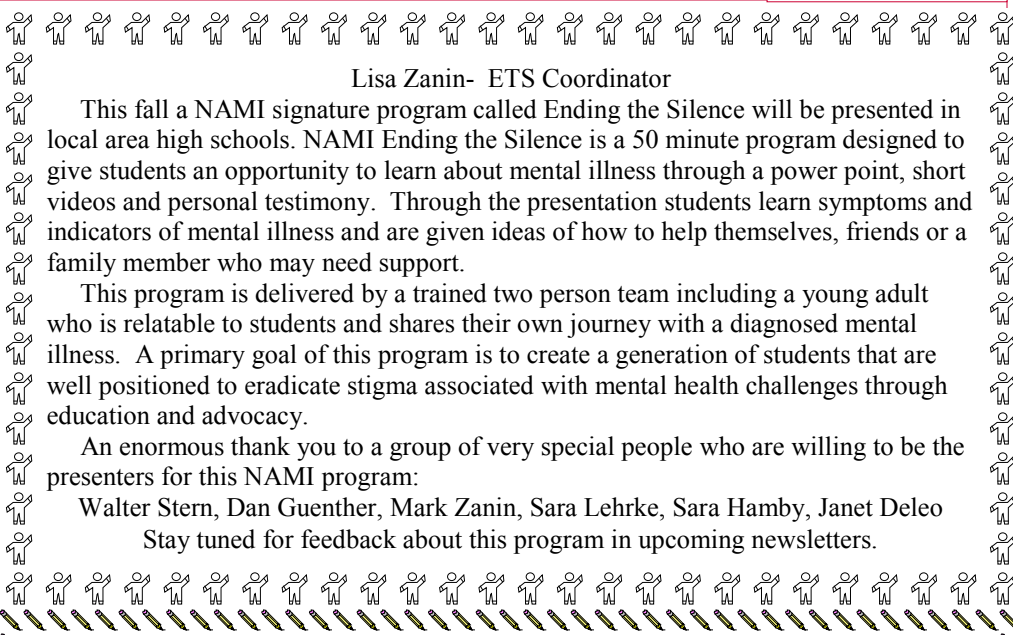 Lisa Zanin- ETS Coordinator
This fall a NAMI signature program called Ending the Silence will be presented in
local area high schools. NAMI Ending the Silence is a 50 minute program designed to
give students an opportunity to learn about mental illness through a power point, short
videos and personal testimony. Through the presentation students learn symptoms and
indicators of mental illness and are given ideas of how to help themselves, friends or a
family member who may need support.
This program is delivered by a trained two person team including a young adult
who is relatable to students and shares their own journey with a diagnosed mental
illness. A primary goal of this program is to create a generation of students that are
well positioned to eradicate stigma associated with mental health challenges through
education and advocacy.
An enormous thank you to a group of very special people who are willing to be the
presenters for this NAMI program:
Walter Stern, Dan Guenther, Mark Zanin, Sara Lehrke, Sara Hamby, Janet Deleo
Stay tuned for feedback about this program in upcoming newsletters.